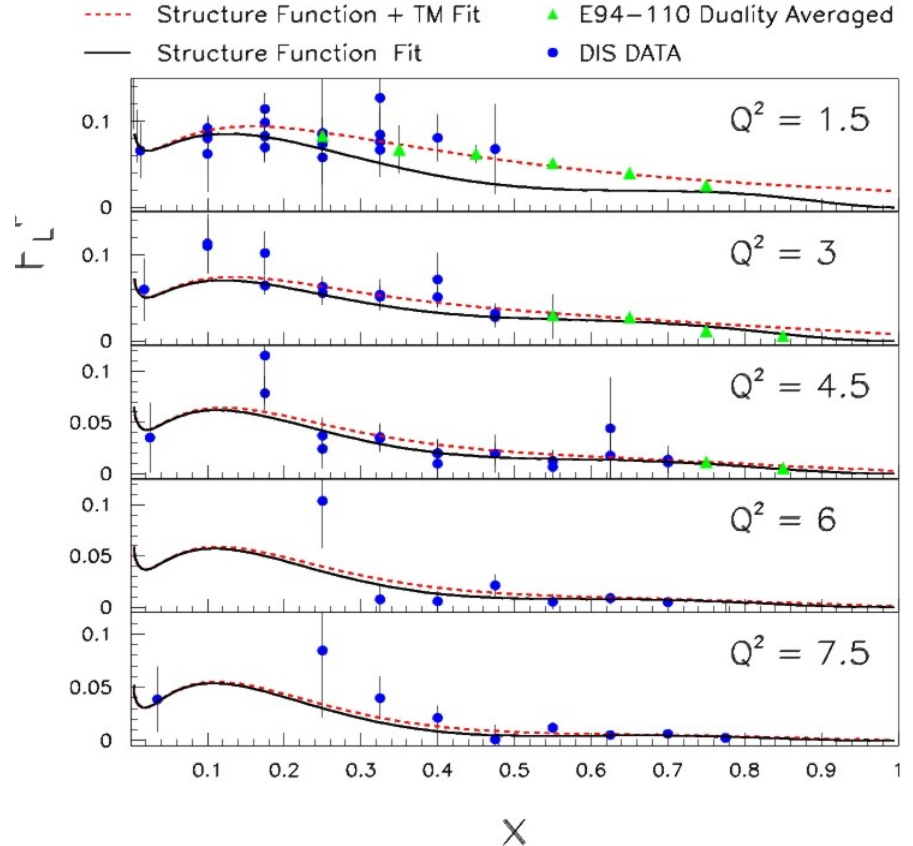 Structure Function + TM Fit
E94-110 Duality Averaged
Structure Function Fit
DIS DATA
0.1
0
Q² = 1.5
0.1
0
Q² = 3
0.1
0.05
0
Q² = 4.5
0.1
0.05
0
Q² = 6
0.1
0.05
0
Q² = 7.5
0.1 0.2 0.3 0.4 0.5 0.6 0.7 0.8 0.9 1
X